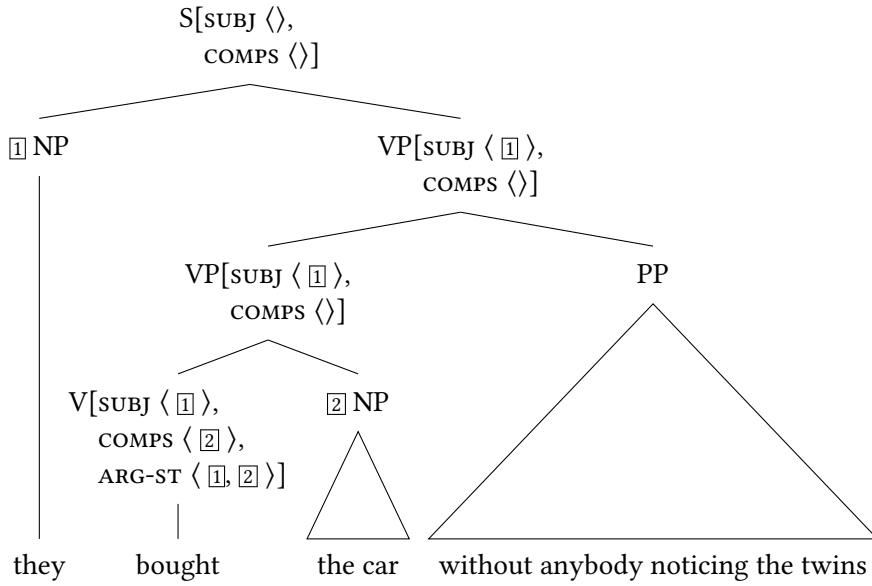 S[SUBJ ⟨⟩,
COMPS ⟨⟩]
1 NP
VP[SUBJ ⟨ 1 ⟩,
COMPS ⟨⟩]
VP[SUBJ ⟨ 1 ⟩,
COMPS ⟨⟩]
PP
V[SUBJ ⟨ 1 ⟩,
COMPS ⟨ 2 ⟩,
ARG-ST ⟨ 1, 2 ⟩]
2 NP
they bought the car without anybody noticing the twins